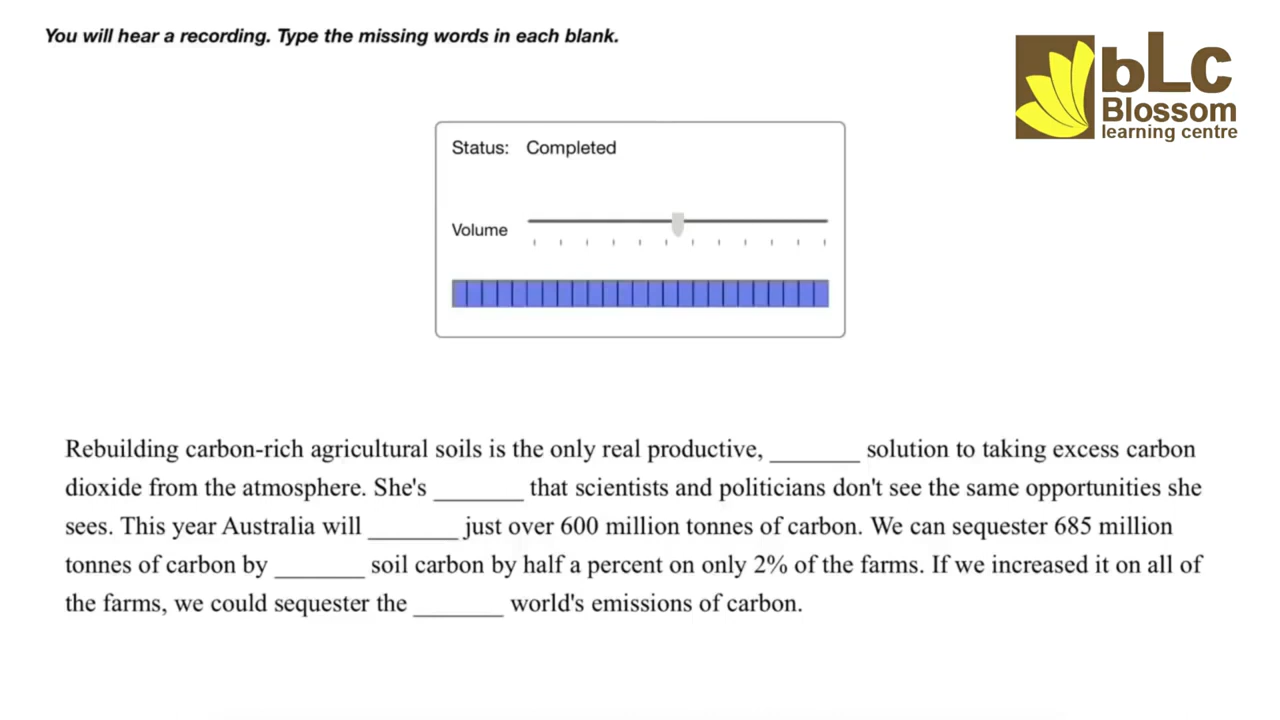 You will hear a recording. Type the missing words in each blank.
bLc
Blossom
learning centre
Status: Completed
Volume
Rebuilding carbon-rich agricultural soils is the only real productive, ________ solution to taking excess carbon
dioxide from the atmosphere. She's ________ that scientists and politicians don't see the same opportunities she
sees. This year Australia will ________ just over 600 million tonnes of carbon. We can sequester 685 million
tonnes of carbon by ________ soil carbon by half a percent on only 2% of the farms. If we increased it on all of
the farms, we could sequester the ________ world's emissions of carbon.